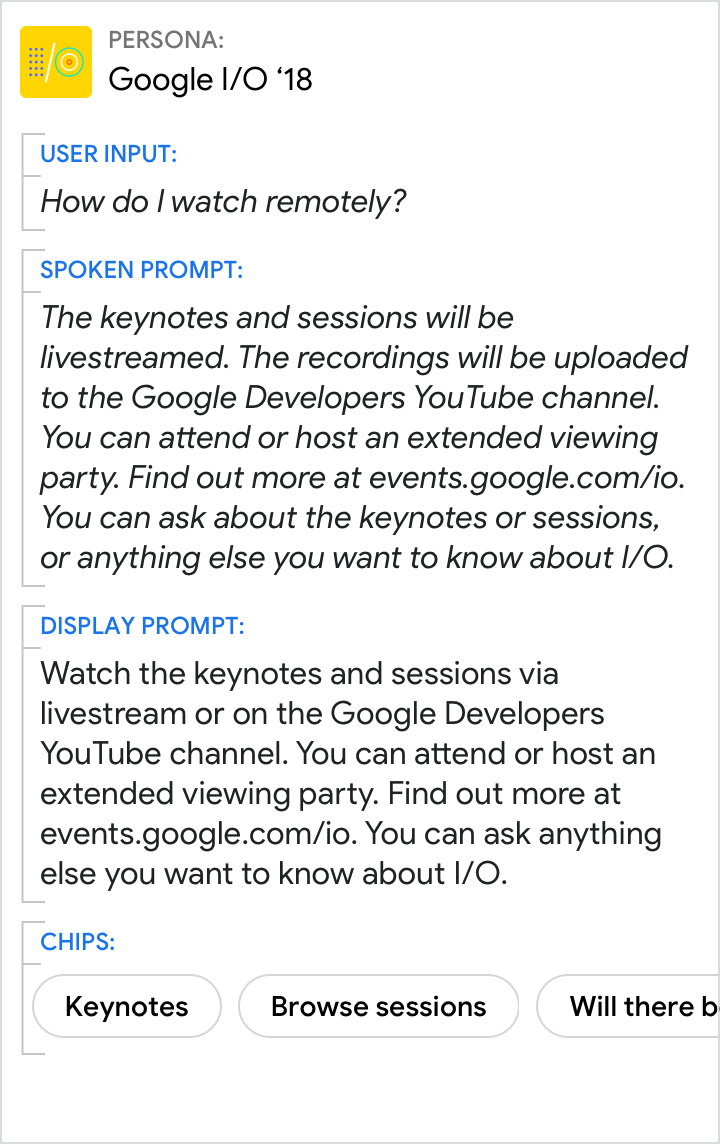 PERSONA:
Google I/O ‘18
USER INPUT:
How do I watch remotely?
SPOKEN PROMPT:
The keynotes and sessions will be
livestreamed. The recordings will be uploaded
to the Google Developers YouTube channel.
You can attend or host an extended viewing
party. Find out more at events.google.com/io.
You can ask about the keynotes or sessions,
or anything else you want to know about I/O.
DISPLAY PROMPT:
Watch the keynotes and sessions via
livestream or on the Google Developers
YouTube channel. You can attend or host an
extended viewing party. Find out more at
events.google.com/io. You can ask anything
else you want to know about I/O.
CHIPS:
Keynotes
Browse sessions
Will there